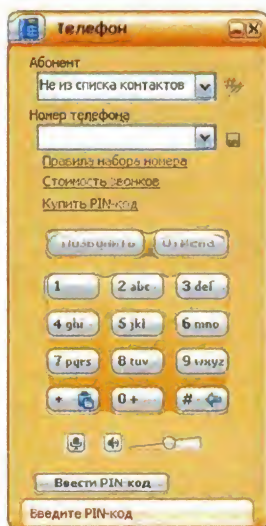 Телефон
Абонент
Не из списка контактов
Номер телефона
Правила набора номера
Стоимость звонков
Купить PIN-код
Позвонить Отмена
1 2 abc 3 def
4 ghi 5 jkl 6 mno
7 pqrs 8 tuv 9 wxyz
* 0 + #
Ввести PIN-код
Введите PIN-код